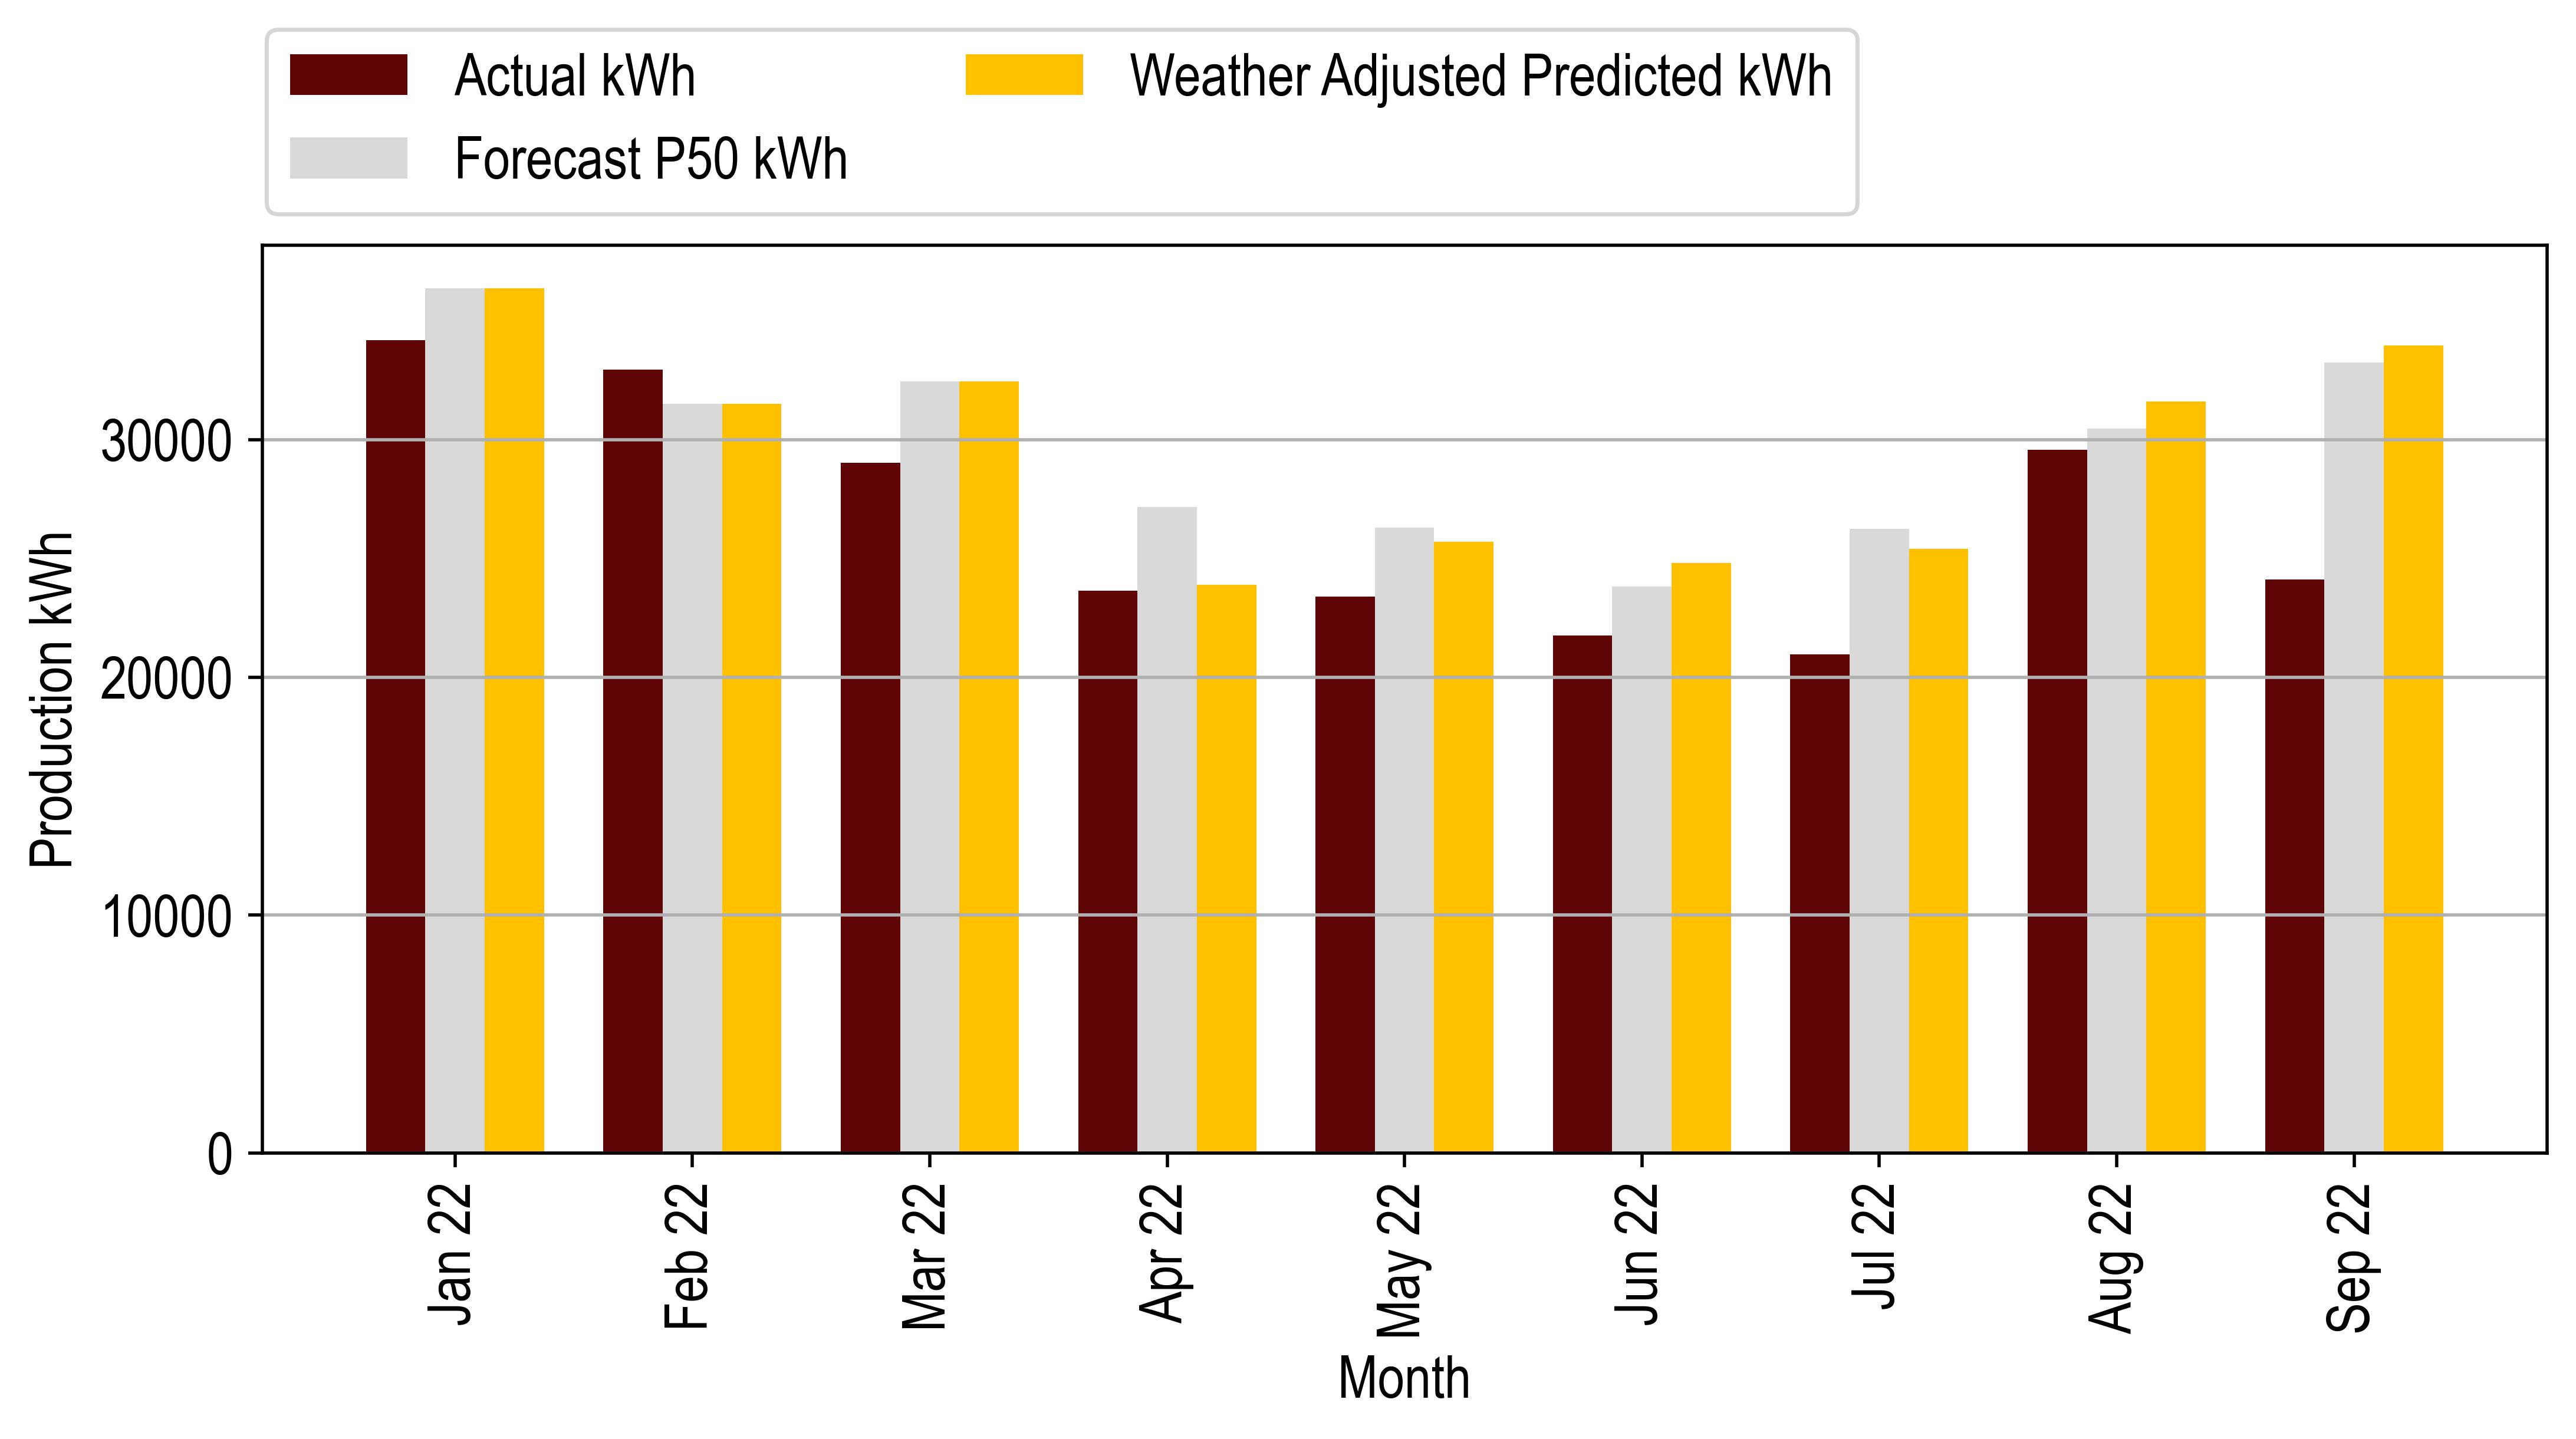 Actual kWh
Forecast P50 kWh
Weather Adjusted Predicted kWh
Production kWh
30000
20000
10000
0
Jan 22
Feb 22
Mar 22
Apr 22
May 22
Jun 22
Jul 22
Aug 22
Sep 22
Month